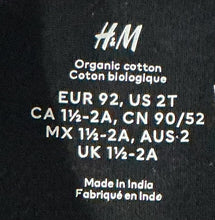 H&M
Organic cotton
Coton biologique
EUR 92, US 2T
CA 1½-2A, CN 90/52
MX 1½-2A, AUS·2
UK 1½-2A
Made in India
Fabriqué en Inde